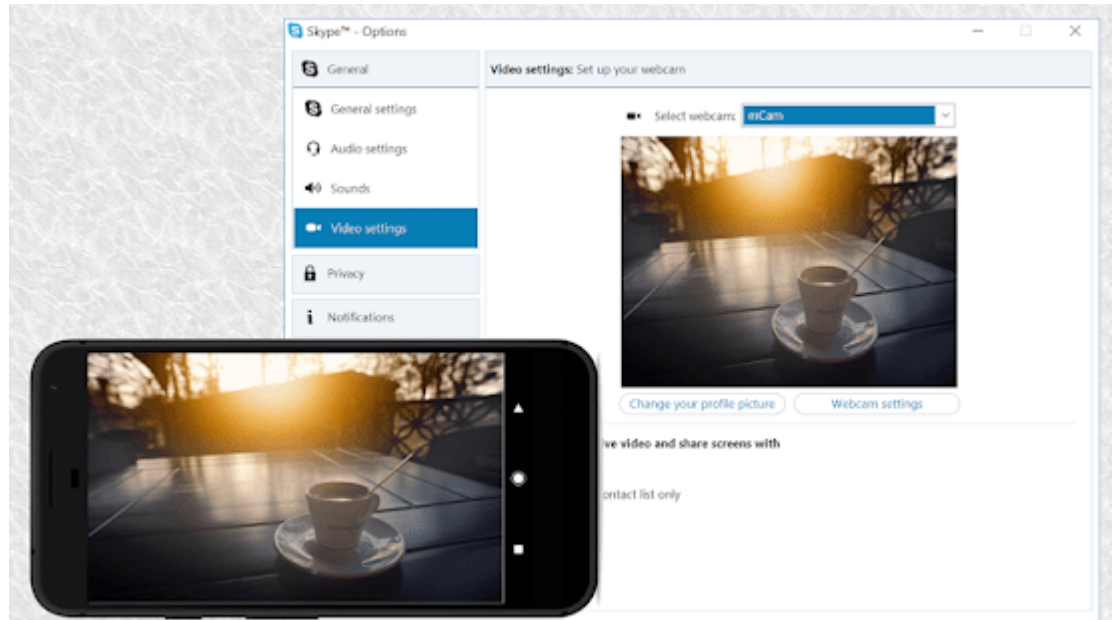 Skype™ - Options
General
Video settings: Set up your webcam
General settings
Select webcam: mCam
Audio settings
Sounds
Video settings
Privacy
Notifications
Change your profile picture
Webcam settings
ve video and share screens with
ontact list only